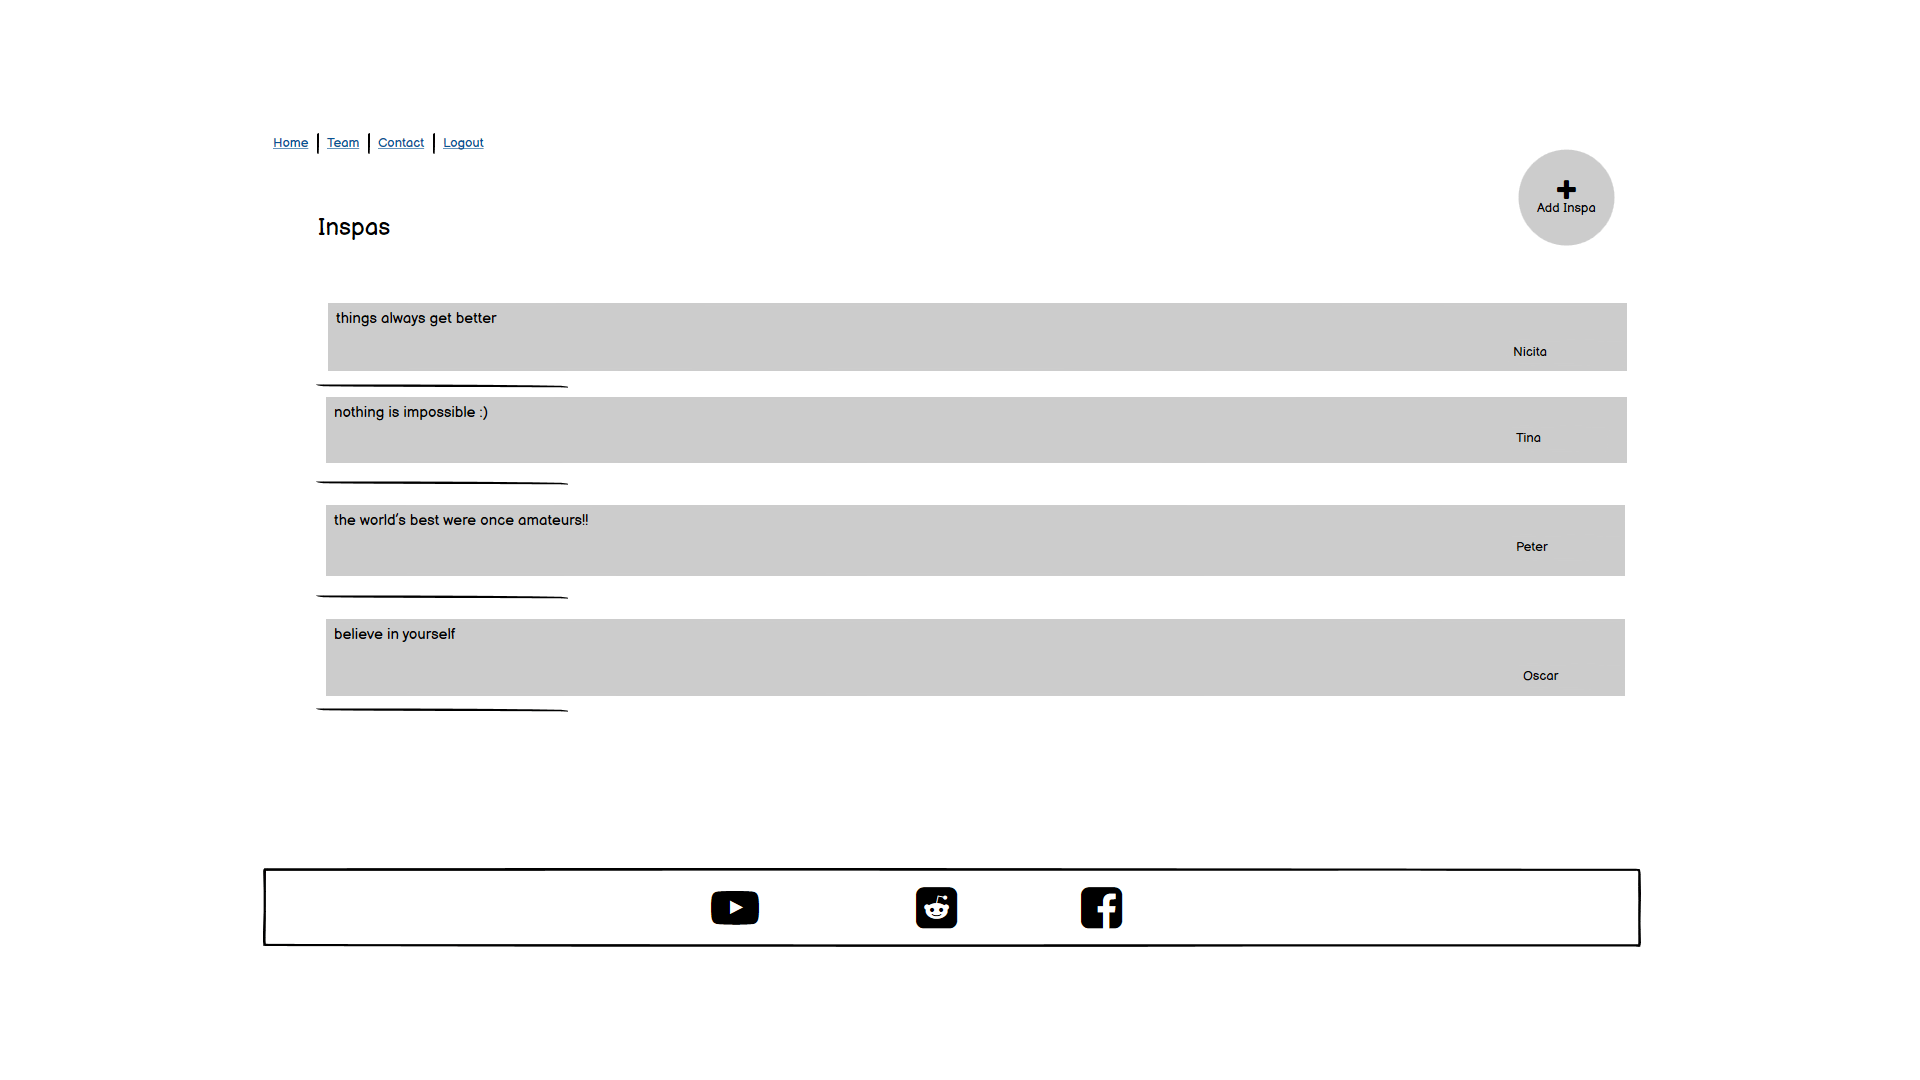 Home | Team | Contact | Logout
Add Inspa
Inspas
things always get better
Nicita
nothing is impossible :)
Tina
the world's best were once amateurs!!
Peter
believe in yourself
Oscar